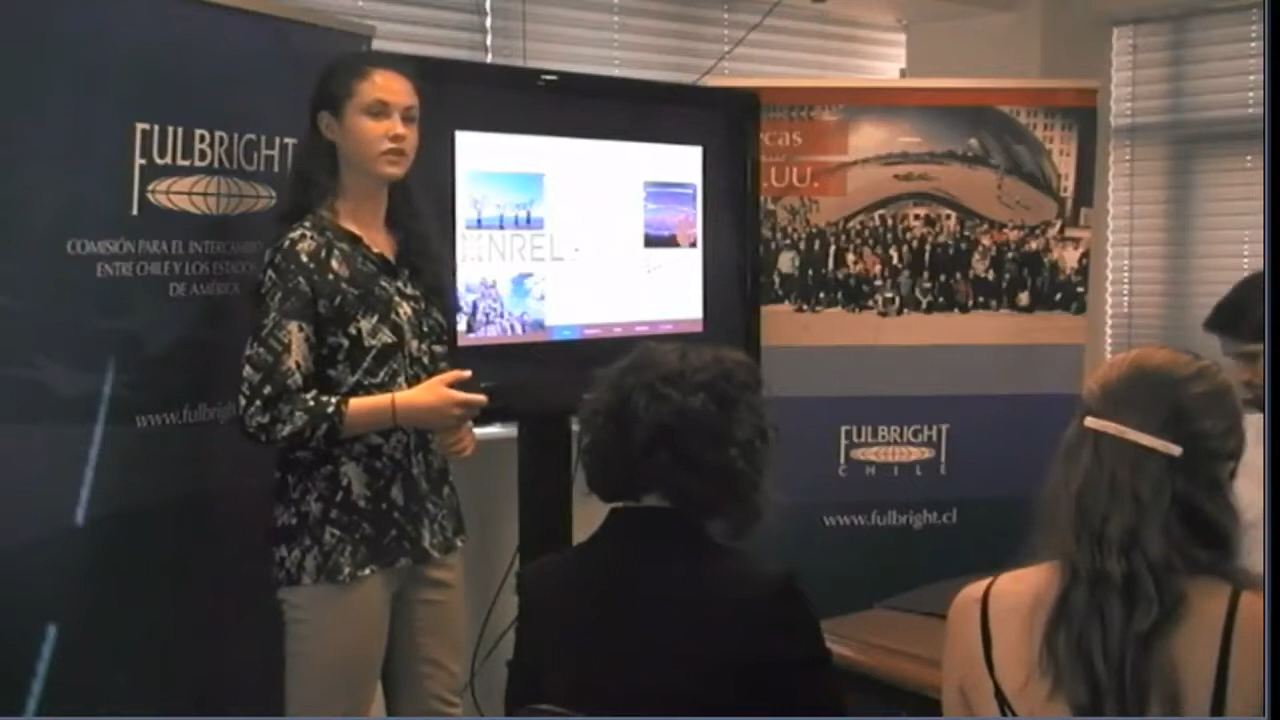 FULBRIGHT
COMISIÓN PARA EL INTERCAMBIO
ENTRE CHILE Y LOS ESTADOS
DE AMÉRICA
www.fulbrigh
NREL
cas
.UU.
FULBRIGHT
CHILE
www.fulbright.cl